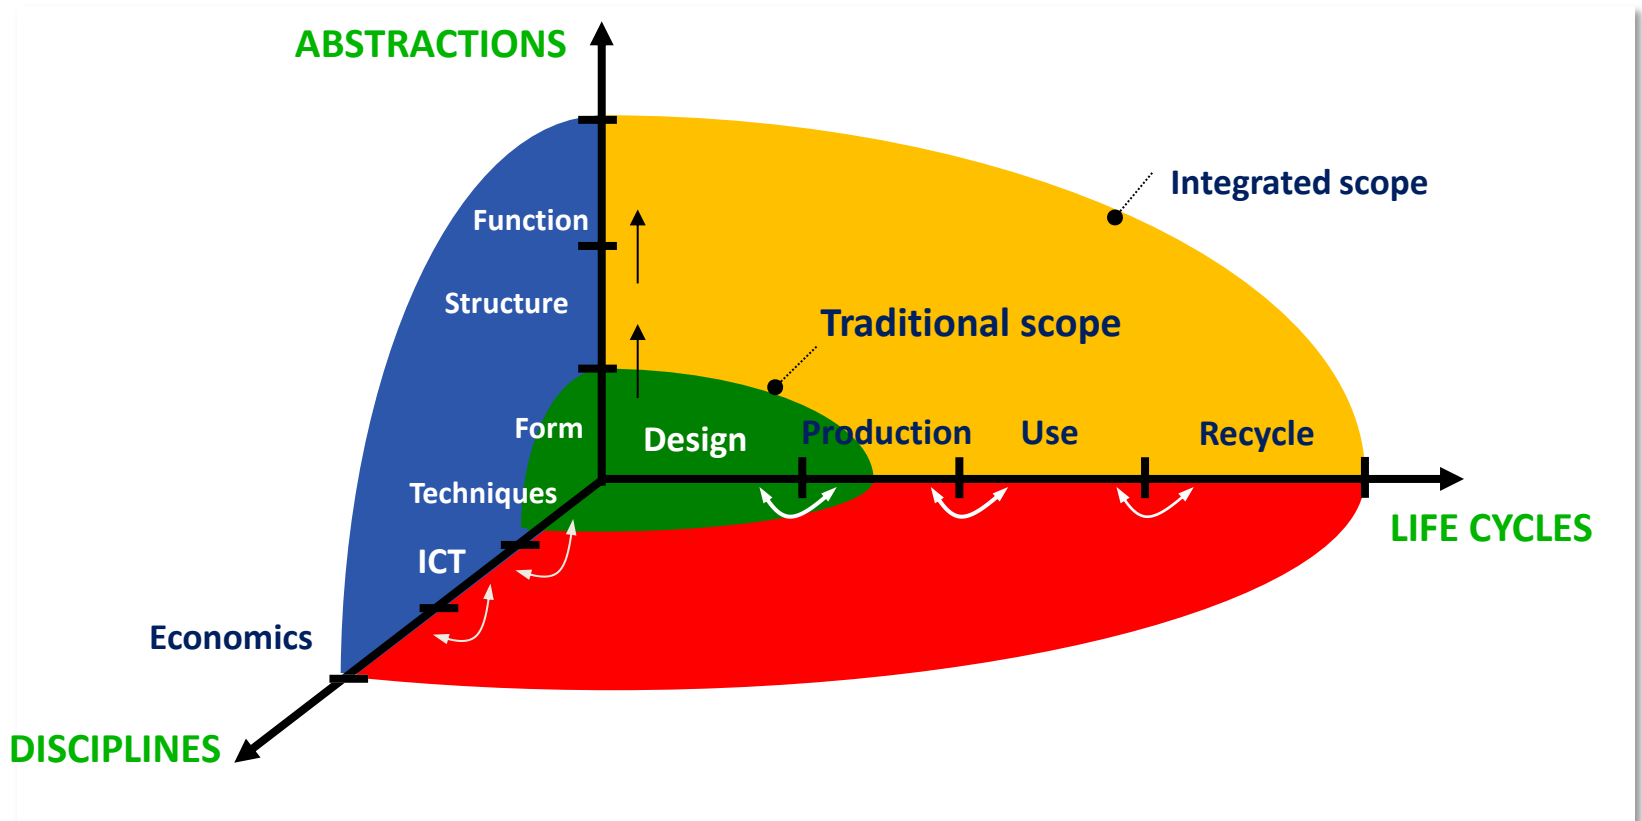 ABSTRACTIONS
Integrated scope
Function
Structure
Traditional scope
Form
Design
Production
Use
Recycle
Techniques
LIFE CYCLES
ICT
Economics
DISCIPLINES